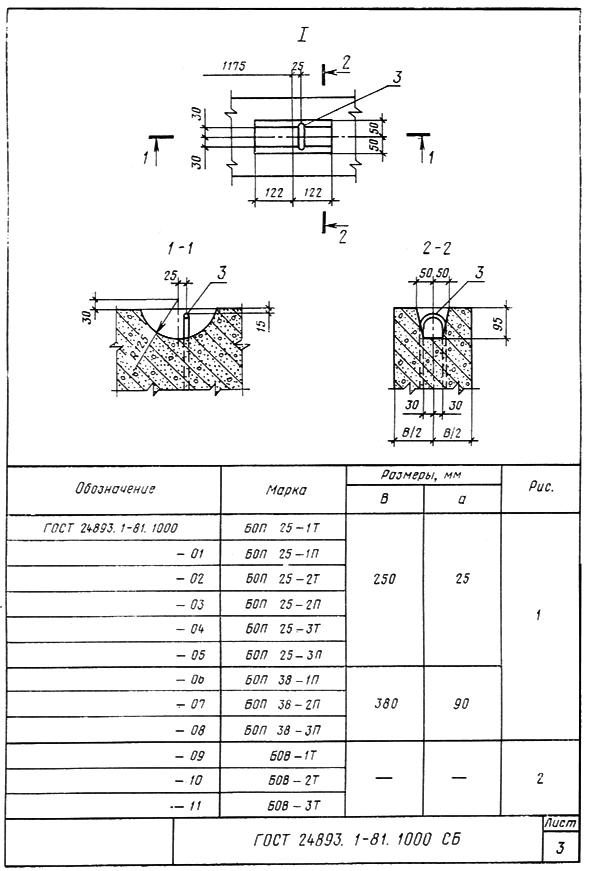 I
1175
25
2
3
30
30
50
50
1
1
122
122
2
1-1
2-2
25
3
30
R125
15
50
50
3
95
30
30
В/2
В/2
Обозначение
Марка
Размеры, мм
Рис.
В
а
ГОСТ 24893. 1-81. 1000
БОП 25-1Т
- 01
БОП 25-1П
- 02
БОП 25-2Т
250
25
- 03
БОП 25-2П
- 04
БОП 25-3Т
1
- 05
БОП 25-3П
- 06
БОП 38-1П
- 07
БОП 38-2П
380
90
- 08
БОП 38-3П
- 09
БОВ-1Т
- 10
БОВ-2Т
—
—
2
- 11
БОВ-3Т
ГОСТ 24893. 1-81. 1000 СБ
Лист
3